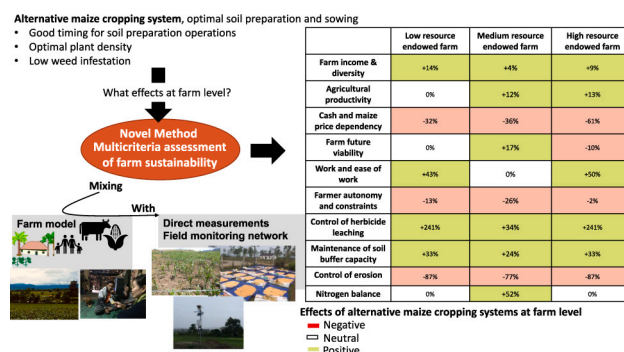 Alternative maize cropping system, optimal soil preparation and sowing
• Good timing for soil preparation operations
• Optimal plant density
• Low weed infestation
What effects at farm level?
Novel Method
Multicriteria assessment
of farm sustainability
Mixing
With
Farm model
Direct measurements
Field monitoring network
Low resource endowed farm Medium resource endowed farm High resource endowed farm
Farm income & diversity +14% +4% +9%
Agricultural productivity 0% +12% +13%
Cash and maize price dependency -32% -36% -61%
Farm future viability 0% +17% -10%
Work and ease of work +43% 0% +50%
Farmer autonomy and constraints -13% -26% -2%
Control of herbicide leaching +241% +34% +241%
Maintenance of soil buffer capacity +33% +24% +33%
Control of erosion -87% -77% -87%
Nitrogen balance 0% +52% 0%
Effects of alternative maize cropping systems at farm level
Negative
Neutral
Positive